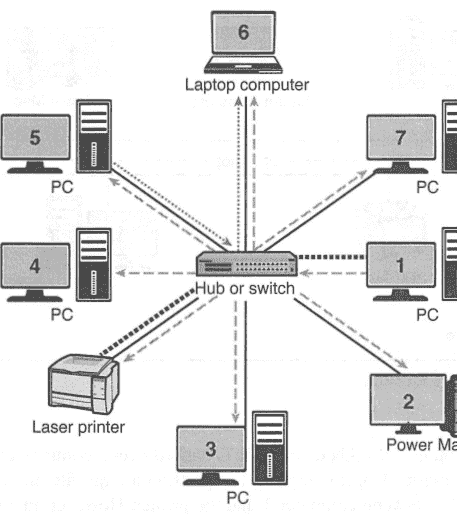 6
Laptop computer
5
7
PC
PC
4
1
Hub or switch
PC
PC
Laser printer
2
3
Power Ma
PC